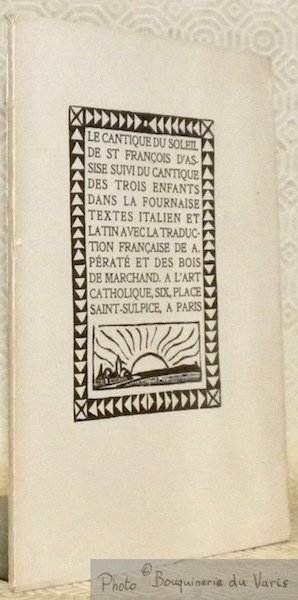 LE CANTIQUE DU SOLEIL
DE ST FRANÇOIS D'AS-
SISE SUIVI DU CANTIQUE
DES TROIS ENFANTS
DANS LA FOURNAISE
TEXTES ITALIEN ET
LATIN AVEC LA TRADUC-
TION FRANÇAISE DE A.
PÉRATÉ ET DES BOIS
DE MARCHAND. A L'ART
CATHOLIQUE, SIX, PLACE
SAINT-SULPICE, A PARIS
Photo © Bouquinerie du Varis